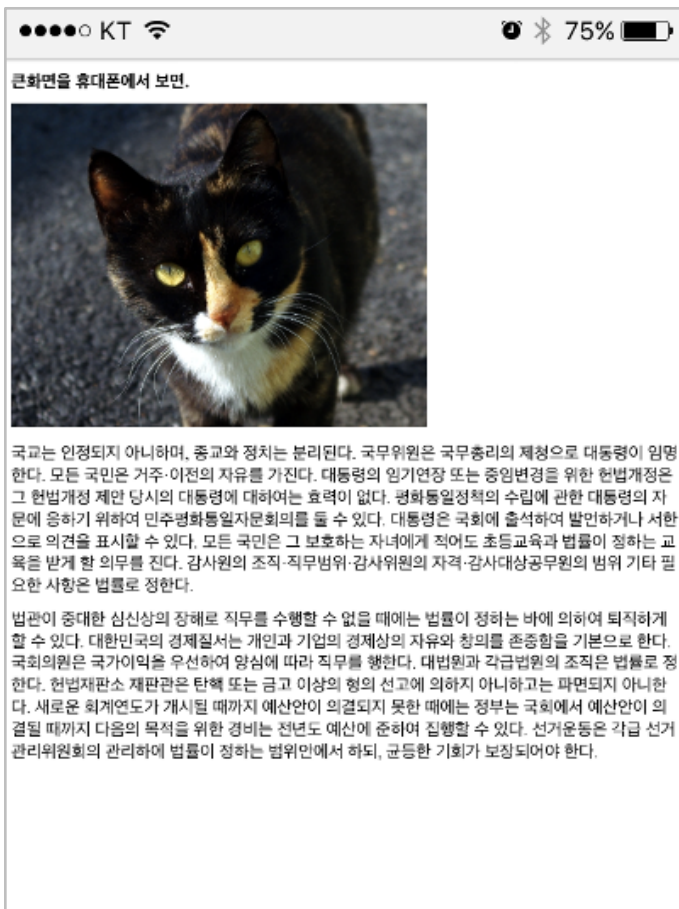 KT 75%
큰화면을 휴대폰에서 보면.
국교는 인정되지 아니하며, 종교와 정치는 분리된다. 국무위원은 국무총리의 제청으로 대통령이 임명
한다. 모든 국민은 거주·이전의 자유를 가진다. 대통령의 임기연장 또는 중임변경을 위한 헌법개정은
그 헌법개정 제안 당시의 대통령에 대하여는 효력이 없다. 평화통일정책의 수립에 관한 대통령의 자
문에 응하기 위하여 민주평화통일자문회의를 둘 수 있다. 대통령은 국회에 출석하여 발언하거나 서한
으로 의견을 표시할 수 있다. 모든 국민은 그 보호하는 자녀에게 적어도 초등교육과 법률이 정하는 교
육을 받게 할 의무를 진다. 감사원의 조직·직무범위·감사위원의 자격·감사대상공무원의 범위 기타 필
요한 사항은 법률로 정한다.
법관이 중대한 심신상의 장해로 직무를 수행할 수 없을 때에는 법률이 정하는 바에 의하여 퇴직하게
할 수 있다. 대한민국의 경제질서는 개인과 기업의 경제상의 자유와 창의를 존중함을 기본으로 한다.
국회의원은 국가이익을 우선하여 양심에 따라 직무를 행한다. 대법원과 각급법원의 조직은 법률로 정
한다. 헌법재판소 재판관은 탄핵 또는 금고 이상의 형의 선고에 의하지 아니하고는 파면되지 아니한
다. 새로운 회계연도가 개시될 때까지 예산안이 의결되지 못한 때에는 정부는 국회에서 예산안이 의
결될 때까지 다음의 목적을 위한 경비는 전년도 예산에 준하여 집행할 수 있다. 선거운동은 각급 선거
관리위원회의 관리하에 법률이 정하는 범위안에서 하되, 균등한 기회가 보장되어야 한다.